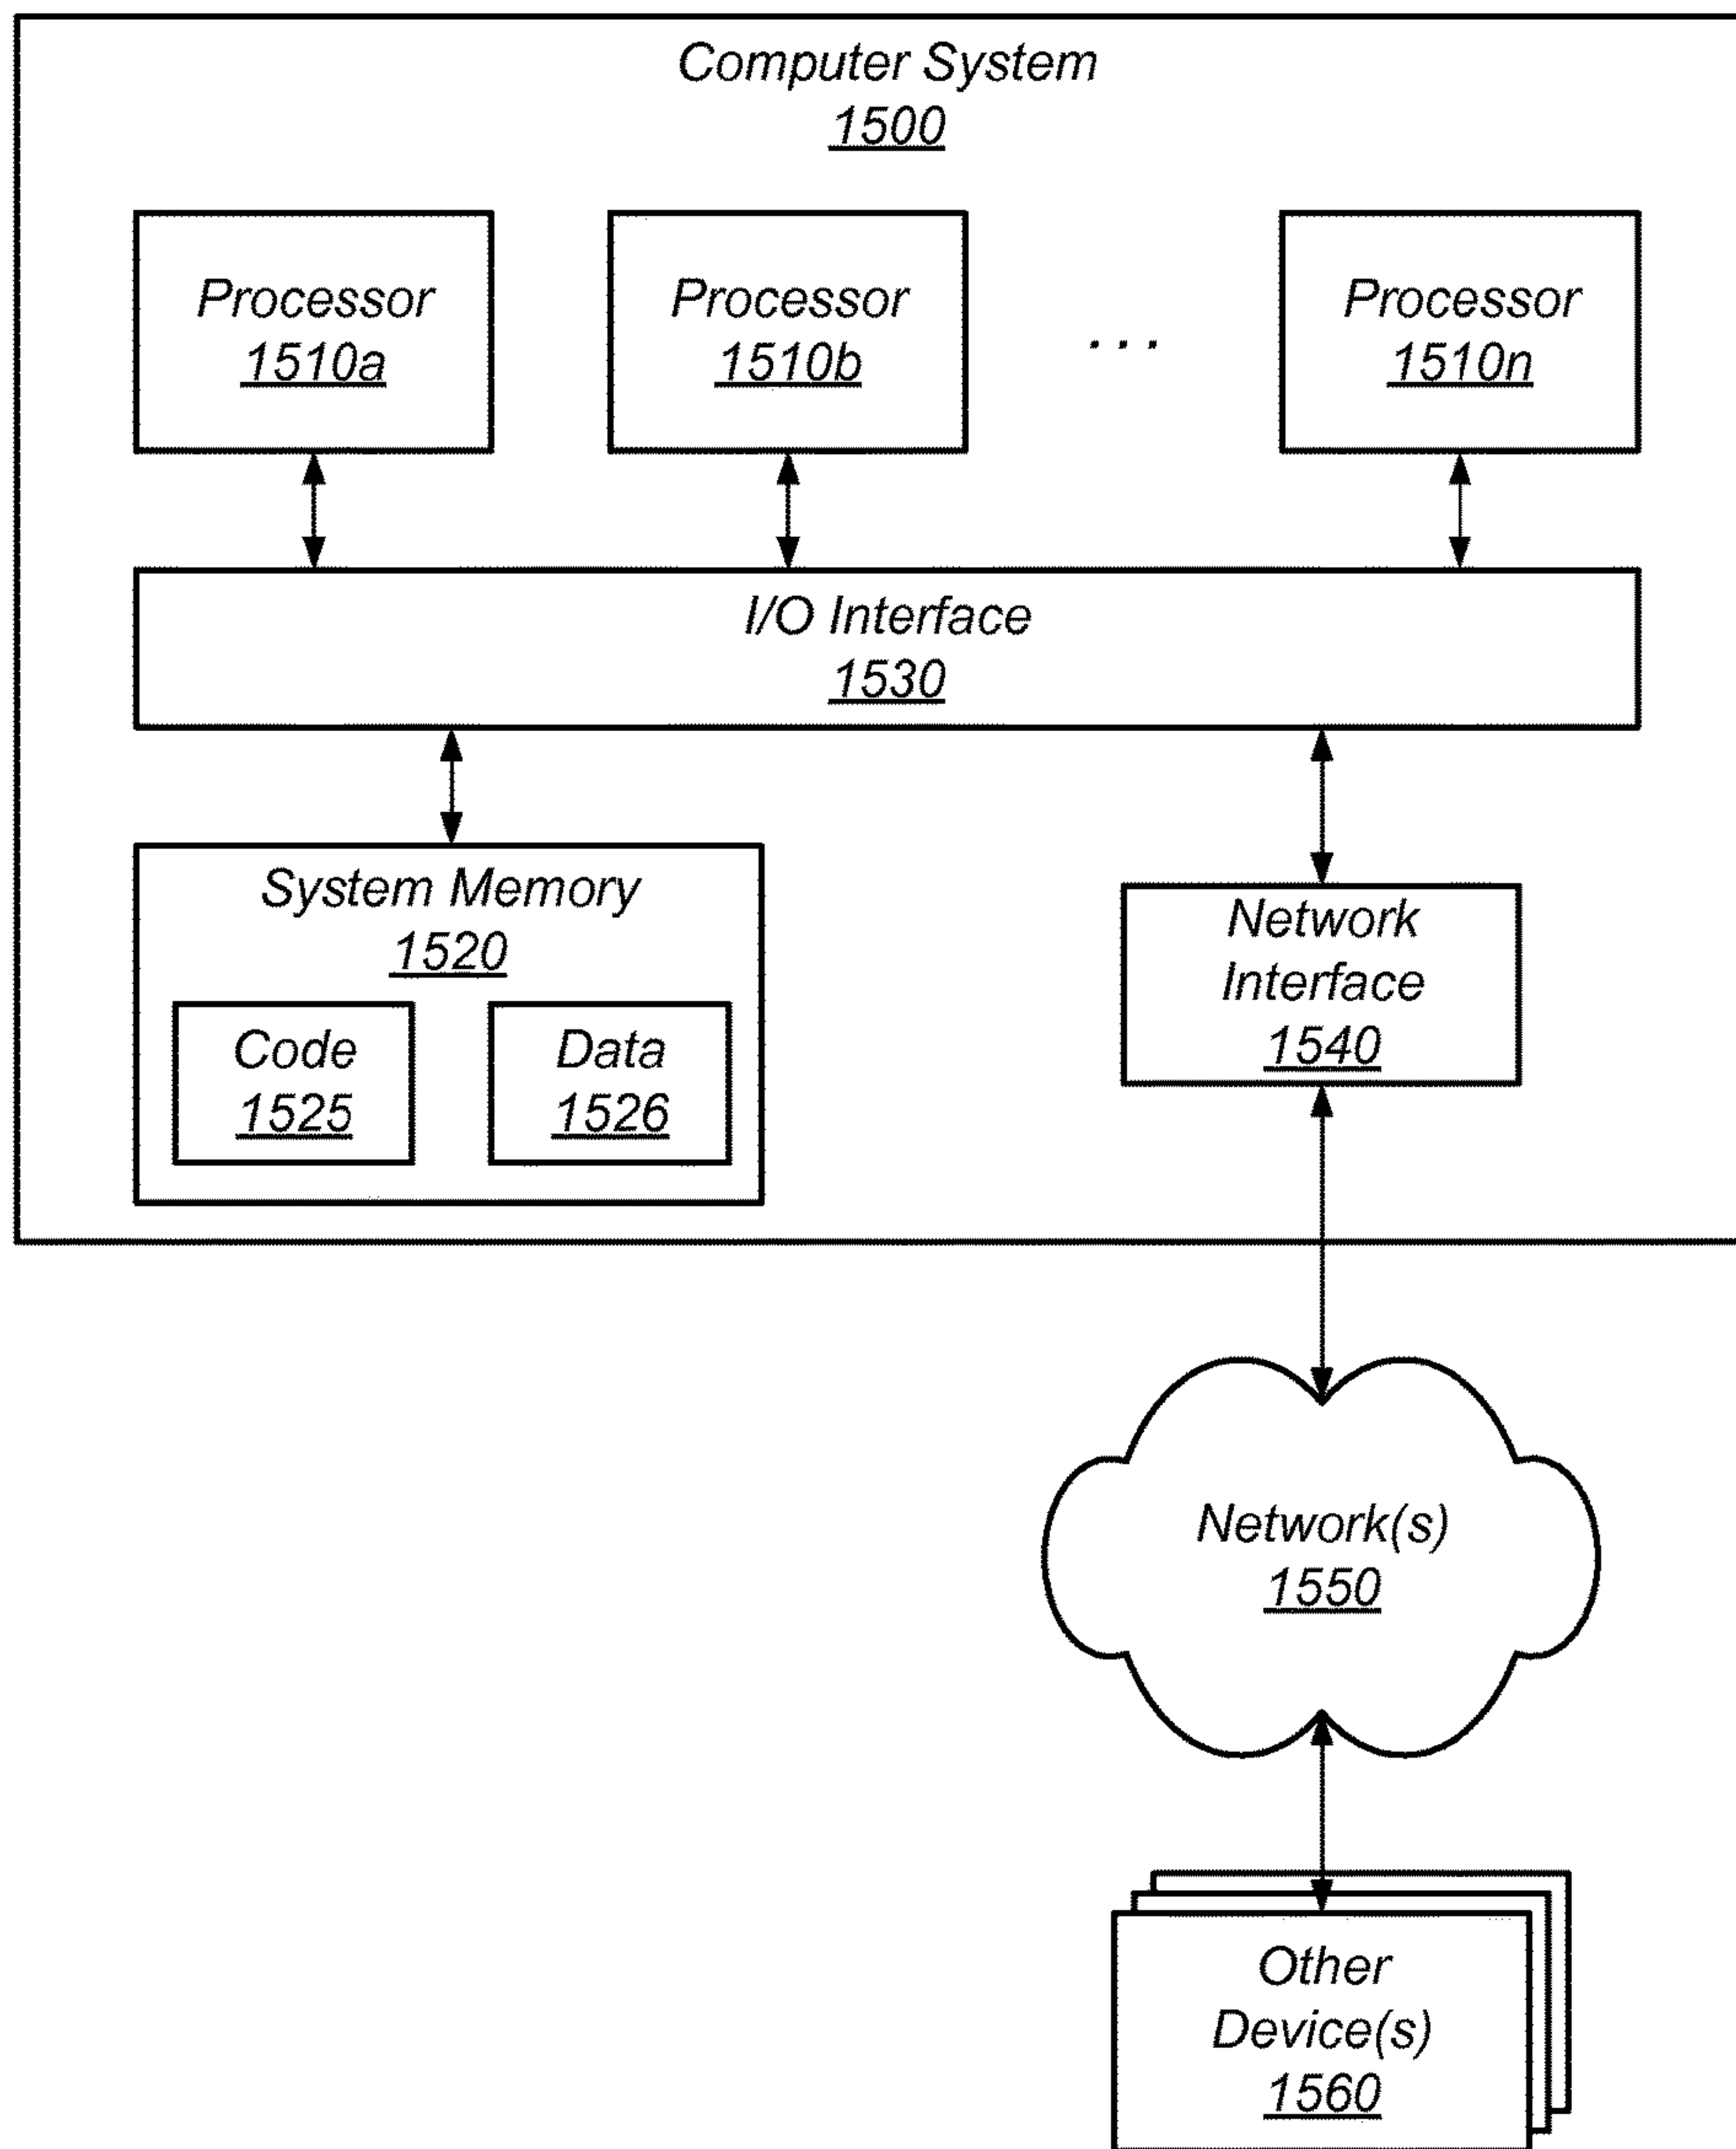 Computer System
1500
Processor
1510a
Processor
1510b
...
Processor
1510n
I/O Interface
1530
System Memory
1520
Code
1525
Data
1526
Network
Interface
1540
Network(s)
1550
Other
Device(s)
1560